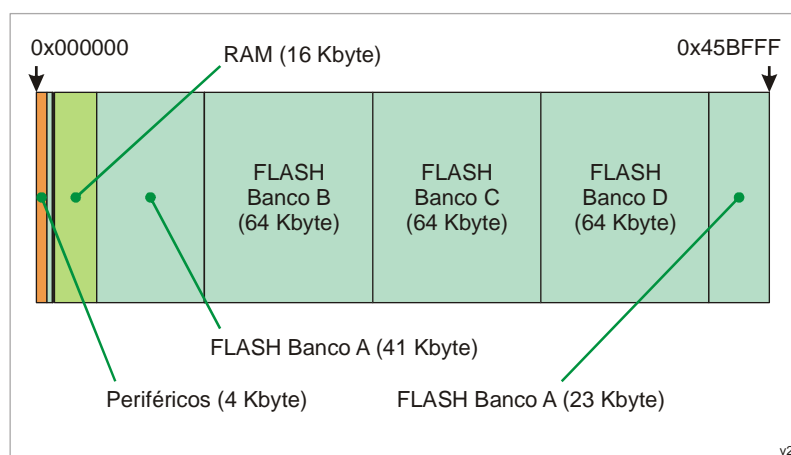 0x000000
0x45BFFF
RAM (16 Kbyte)
FLASH
Banco B
(64 Kbyte)
FLASH
Banco C
(64 Kbyte)
FLASH
Banco D
(64 Kbyte)
FLASH Banco A (41 Kbyte)
Periféricos (4 Kbyte)
FLASH Banco A (23 Kbyte)
v2